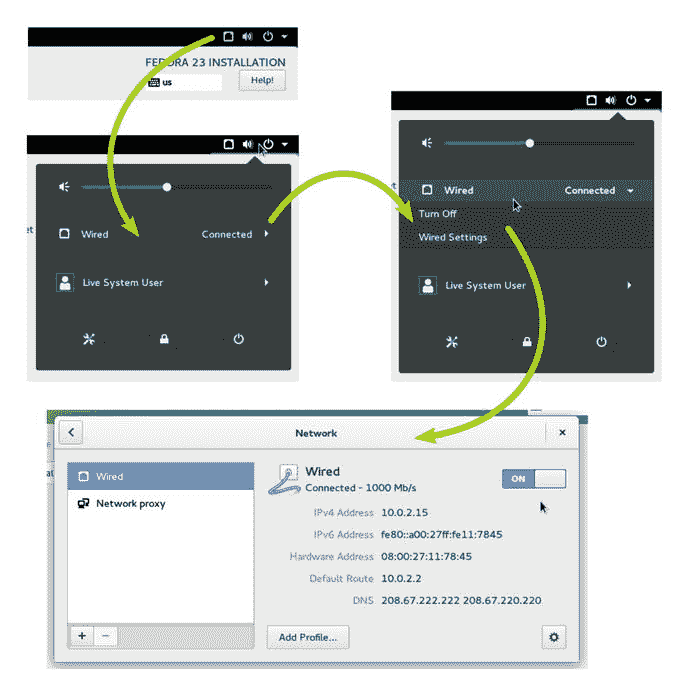 FEDORA 23 INSTALLATION
us
Help!
et
Wired Connected
Live System User
et
Wired Connected
Turn Off
Wired Settings
Live System User
Network
Wired
Network proxy
Wired
Connected - 1000 Mb/s
ON
IPv4 Address 10.0.2.15
IPv6 Address fe80::a00:27ff:fe11:7845
Hardware Address 08:00:27:11:78:45
Default Route 10.0.2.2
DNS 208.67.222.222 208.67.220.220
+ −
Add Profile...